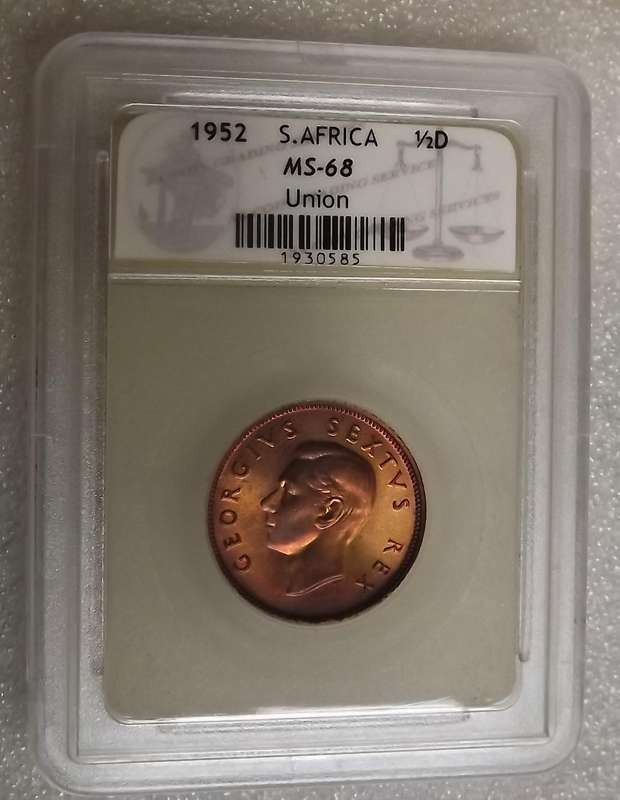 1952 S.AFRICA ½D
MS-68
Union
1930585
GEORGIVS SEXTVS REX